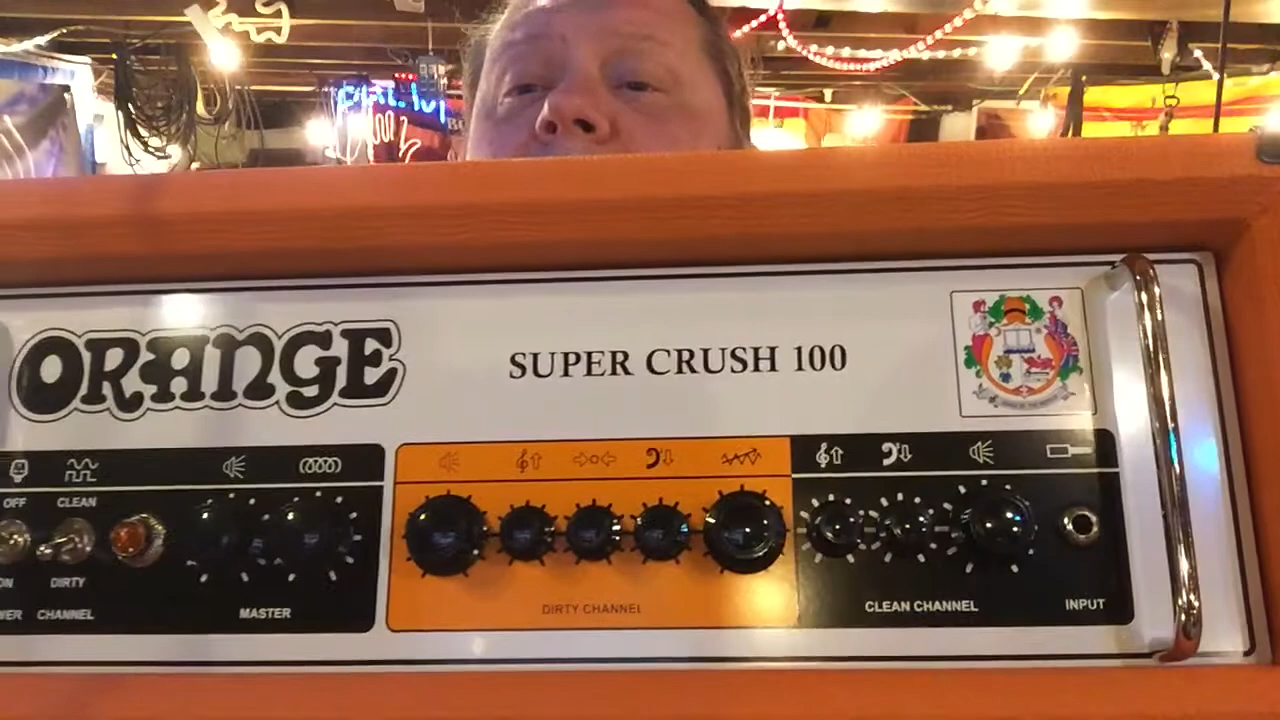 ORANGE
SUPER CRUSH 100
OFF CLEAN
ON DIRTY
CHANNEL MASTER DIRTY CHANNEL CLEAN CHANNEL INPUT